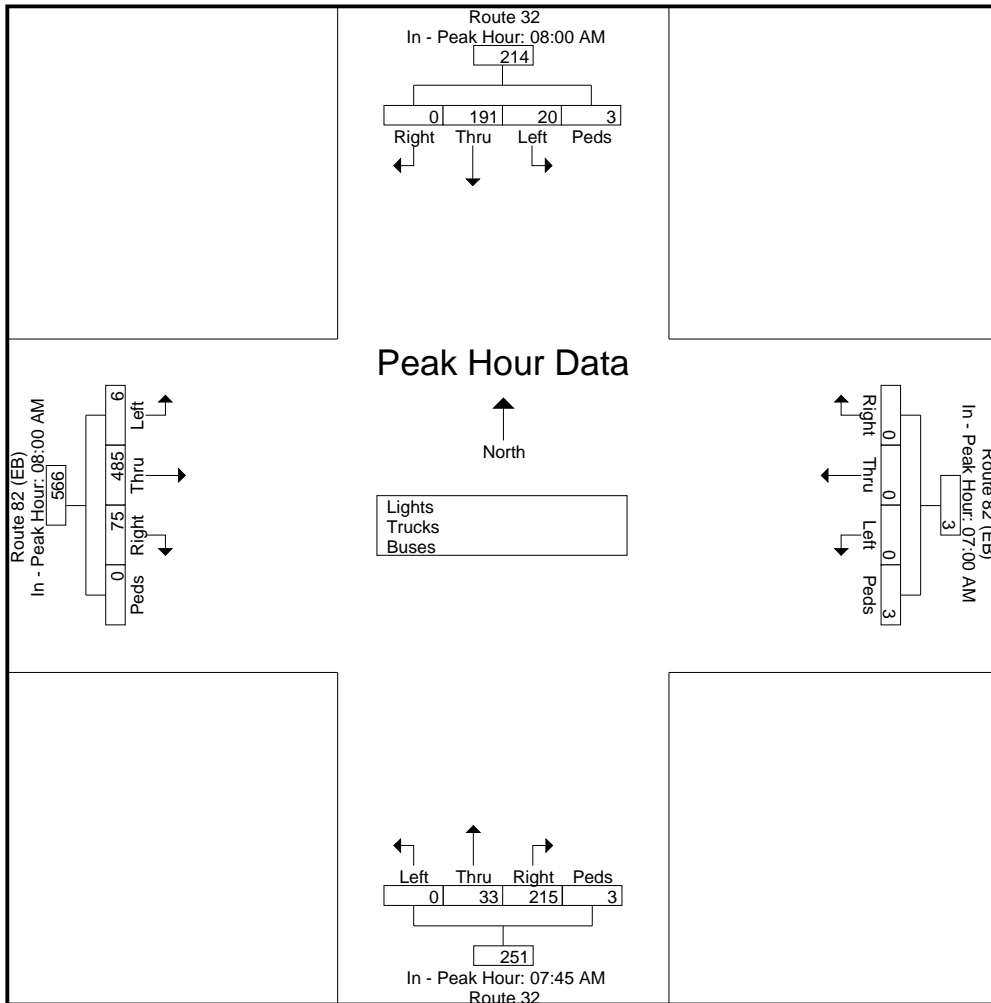 Route 32
In - Peak Hour: 08:00 AM
214
0 191 20 3
Right Thru Left Peds
Peak Hour Data
North
Lights
Trucks
Buses
Route 82 (EB)
In - Peak Hour: 08:00 AM
566
6 485 75 0
Left Thru Right Peds
Route 82 (EB)
In - Peak Hour: 07:00 AM
3
0 0 0 3
Right Thru Left Peds
Left Thru Right Peds
0 33 215 3
251
In - Peak Hour: 07:45 AM
Route 32